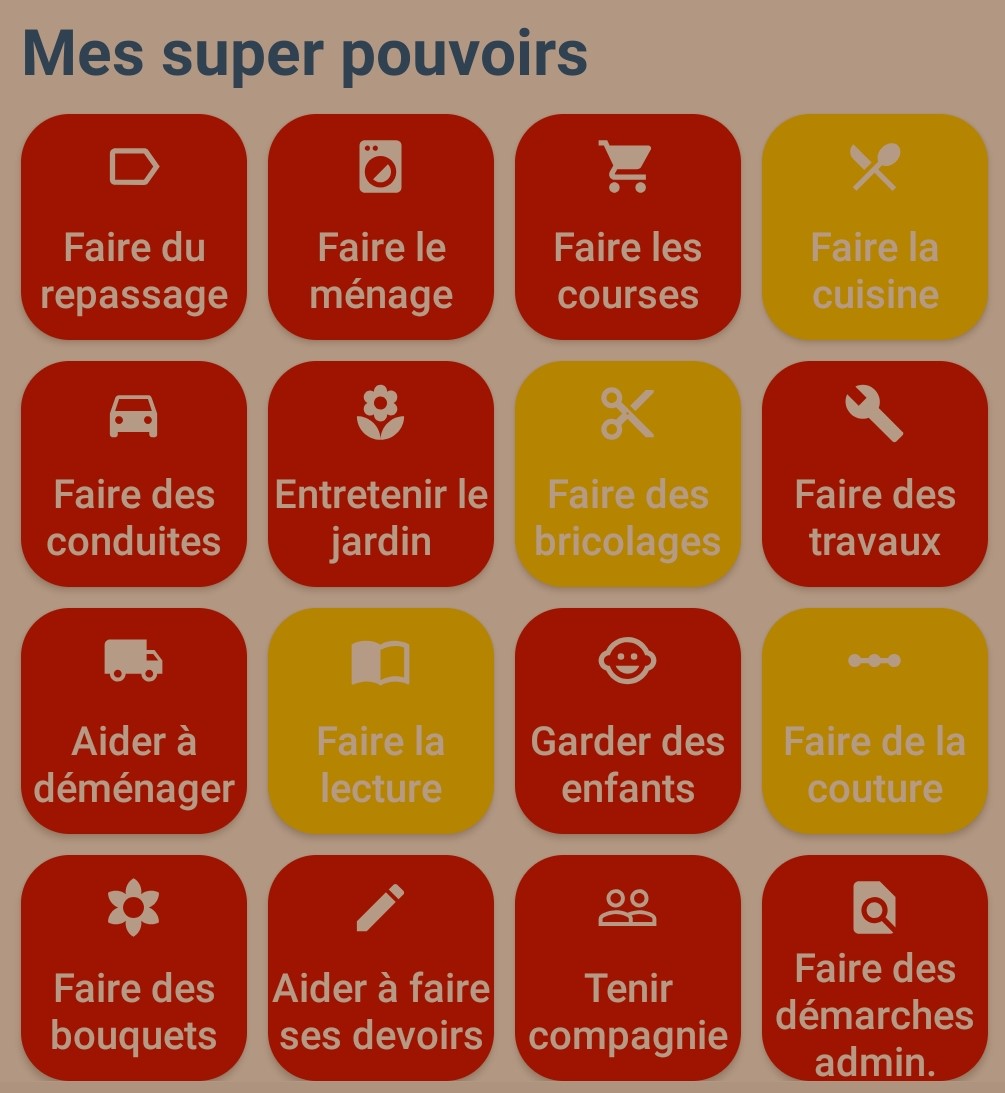 Mes super pouvoirs
Faire du
repassage
Faire le
ménage
Faire les
courses
Faire la
cuisine
Faire des
conduites
Entretenir le
jardin
Faire des
bricolages
Faire des
travaux
Aider à
déménager
Faire la
lecture
Garder des
enfants
Faire de la
couture
Faire des
bouquets
Aider à faire
ses devoirs
Tenir
compagnie
Faire des
démarches
admin.